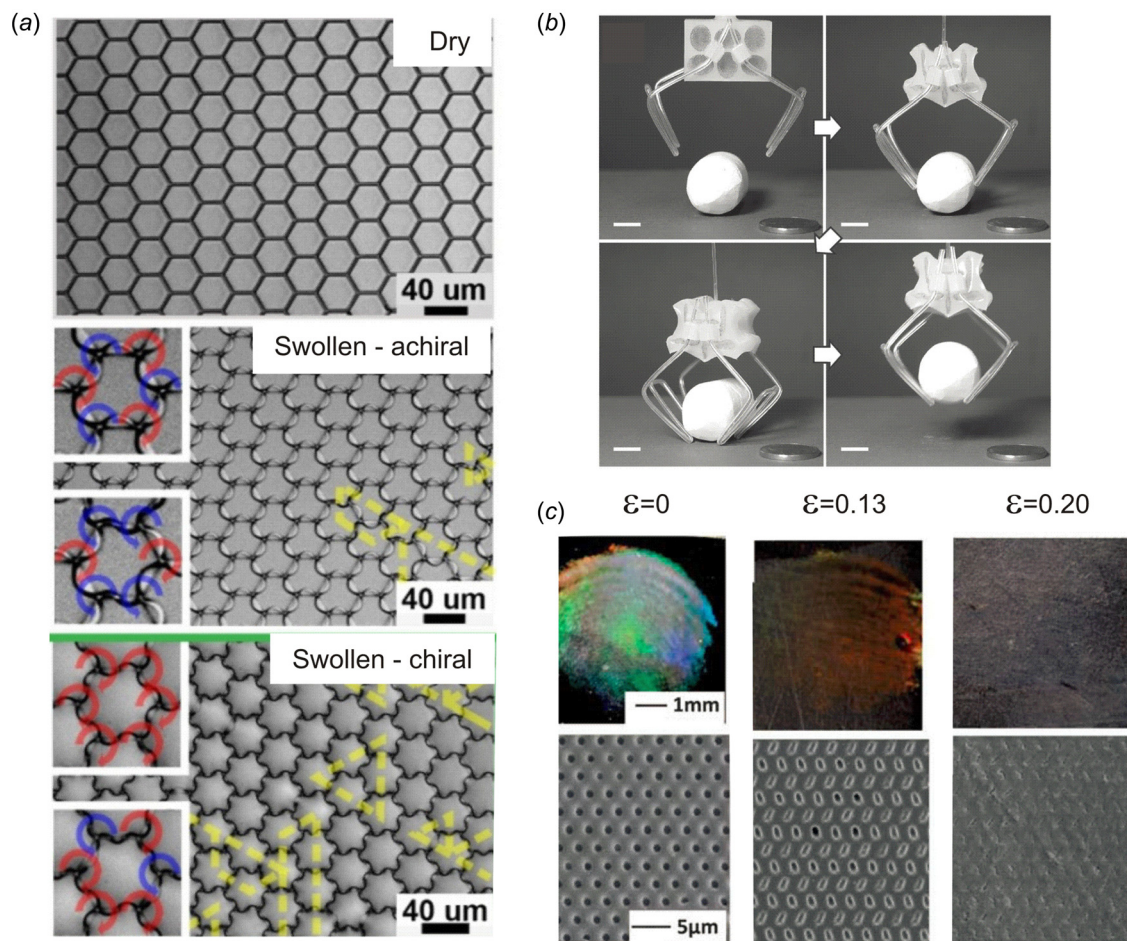 (a)
Dry
40 um
Swollen - achiral
40 um
Swollen - chiral
40 um
(b)
(c)
ε=0
ε=0.13
ε=0.20
1mm
5µm